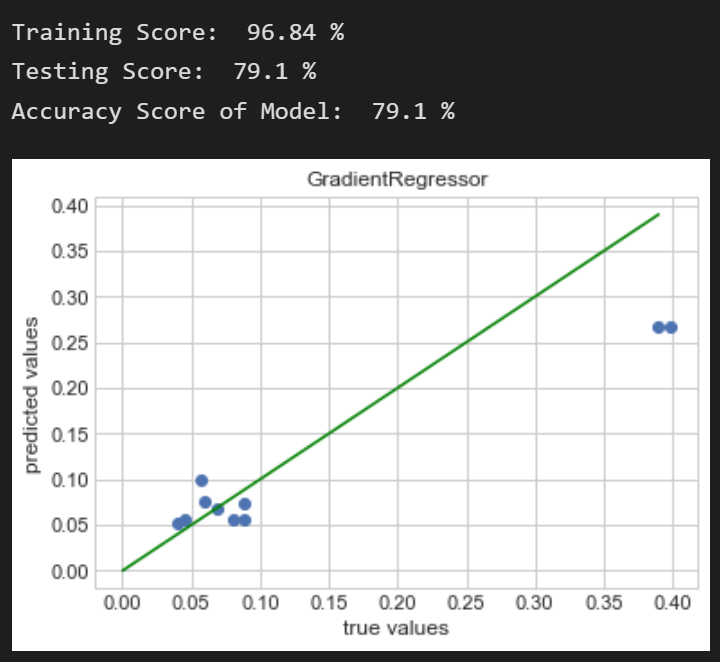 Training Score:  96.84 %
Testing Score:  79.1 %
Accuracy Score of Model:  79.1 %
GradientRegressor
0.40
0.35
0.30
0.25
0.20
0.15
0.10
0.05
0.00
predicted values
0.00 0.05 0.10 0.15 0.20 0.25 0.30 0.35 0.40
true values